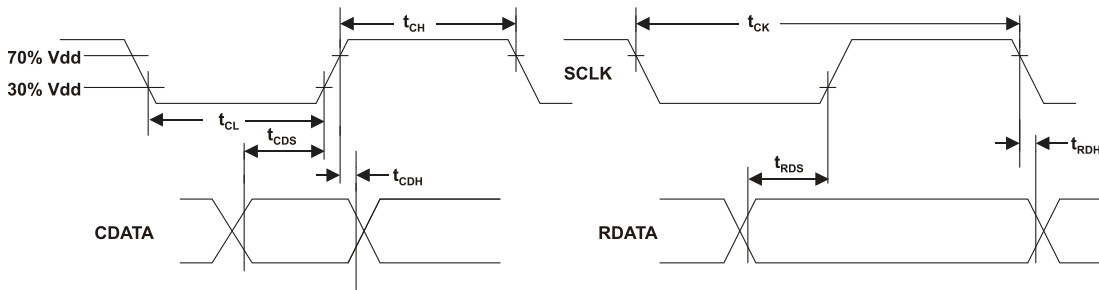 t_CH
t_CK
70% Vdd
SCLK
30% Vdd
t_CL
t_CDS
t_CDH
t_RDS
t_RDH
CDATA
RDATA